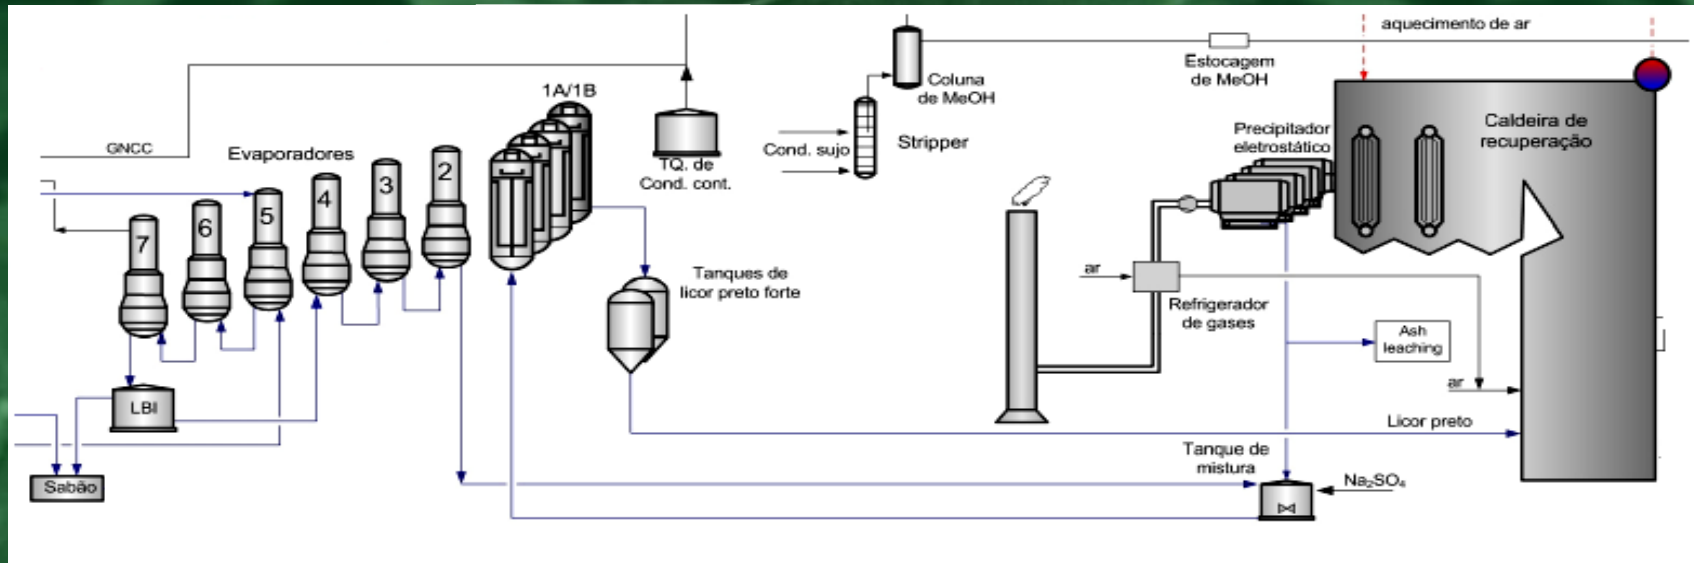 aquecimento de ar
Estocagem
de MeOH
Coluna
de MeOH
1A/1B
Caldeira de
recuperação
Precipitador
eletrostático
GNCC
Evaporadores
TQ. de
Cond. cont.
Cond. sujo
Stripper
2
3
4
5
6
7
Tanques de
licor preto forte
ar
Refrigerador
de gases
Ash
leaching
ar
LBI
Licor preto
Tanque de
mistura
Sabão
Na₂SO₄